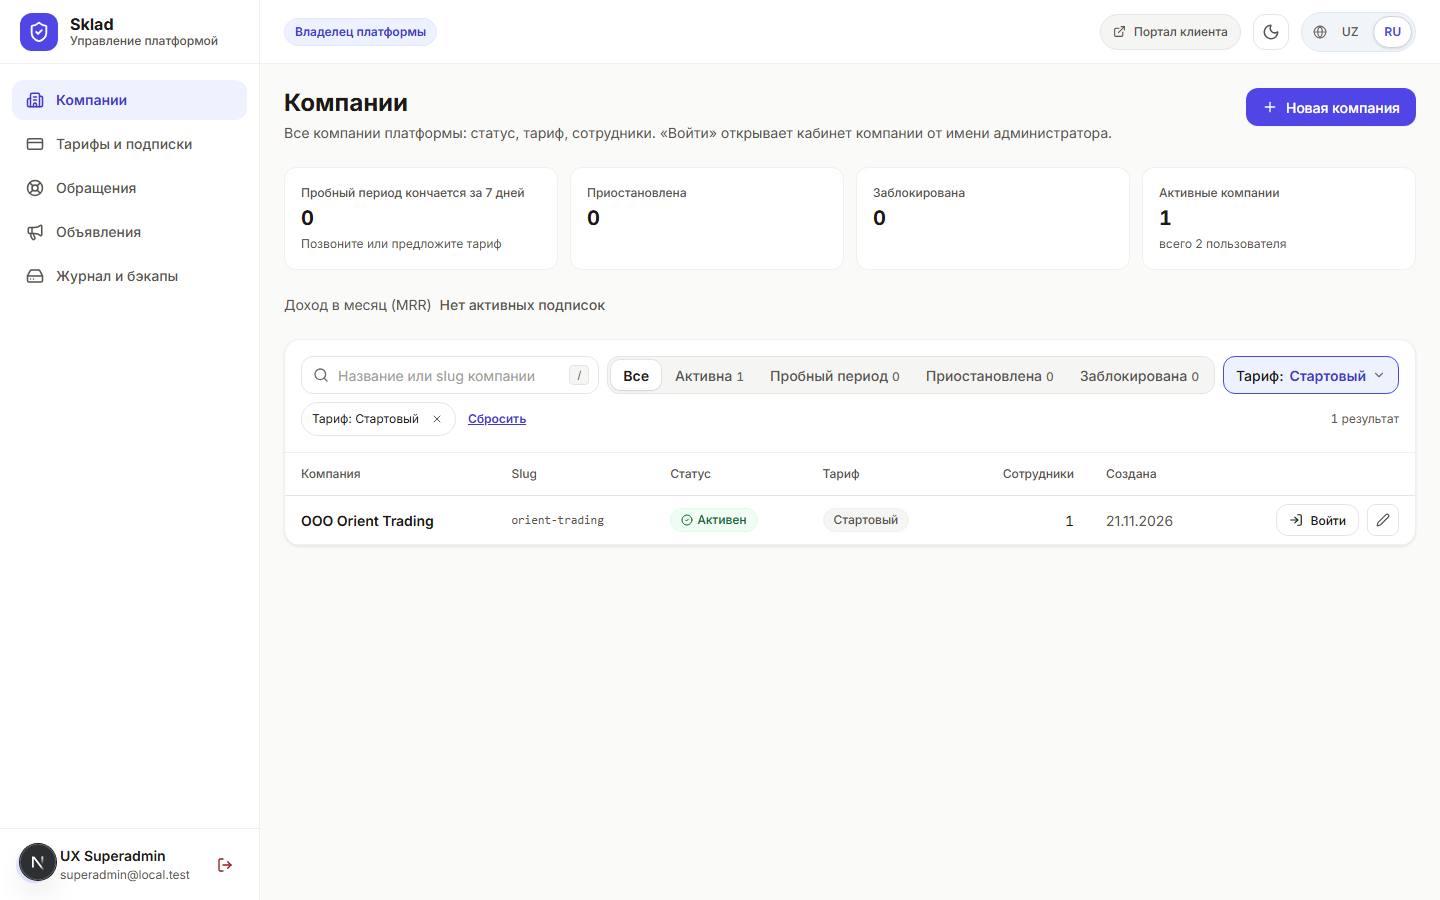 Sklad
Управление платформой
Владелец платформы
Портал клиента
UZ
RU
Компании
Тарифы и подписки
Обращения
Объявления
Журнал и бэкапы
Компании
Все компании платформы: статус, тариф, сотрудники. «Войти» открывает кабинет компании от имени администратора.
Новая компания
Пробный период кончается за 7 дней
0
Позвоните или предложите тариф
Приостановлена
0
Заблокирована
0
Активные компании
1
всего 2 пользователя
Доход в месяц (MRR) Нет активных подписок
Название или slug компании
/
Все
Активна 1
Пробный период 0
Приостановлена 0
Заблокирована 0
Тариф: Стартовый
Тариф: Стартовый
Сбросить
1 результат
Компания Slug Статус Тариф Сотрудники Создана
ООО Orient Trading orient-trading Активен Стартовый 1 21.11.2026 Войти
N
UX Superadmin
superadmin@local.test